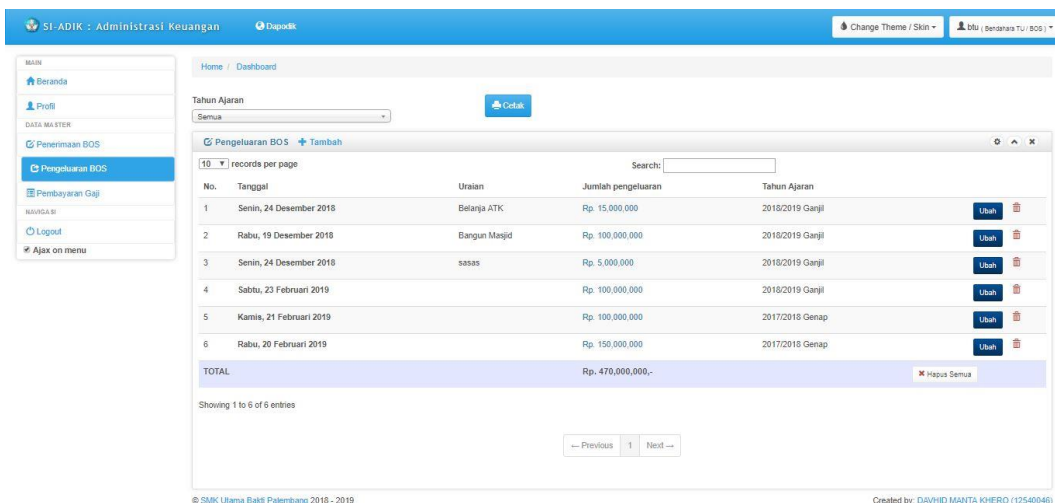 SI-ADIK : Administrasi Keuangan Dapodik Change Theme / Skin btu ( Bendahara TU / BOS )
MAIN
Beranda
Profil
DATA MASTER
Penerimaan BOS
Pengeluaran BOS
Pembayaran Gaji
NAVIGASI
Logout
Ajax on menu
Home / Dashboard
Tahun Ajaran
Semua
Cetak
Pengeluaran BOS Tambah
10 records per page Search:
No. Tanggal Uraian Jumlah pengeluaran Tahun Ajaran
1 Senin, 24 Desember 2018 Belanja ATK Rp. 15,000,000 2018/2019 Ganjil Ubah
2 Rabu, 19 Desember 2018 Bangun Masjid Rp. 100,000,000 2018/2019 Ganjil Ubah
3 Senin, 24 Desember 2018 sasas Rp. 5,000,000 2018/2019 Ganjil Ubah
4 Sabtu, 23 Februari 2019 Rp. 100,000,000 2018/2019 Ganjil Ubah
5 Kamis, 21 Februari 2019 Rp. 100,000,000 2017/2018 Genap Ubah
6 Rabu, 20 Februari 2019 Rp. 150,000,000 2017/2018 Genap Ubah
TOTAL Rp. 470,000,000,- Hapus Semua
Showing 1 to 6 of 6 entries
← Previous 1 Next →
© SMK Utama Bakti Palembang 2018 - 2019 Created by: DAVHID MANTA KHERO (12540046)